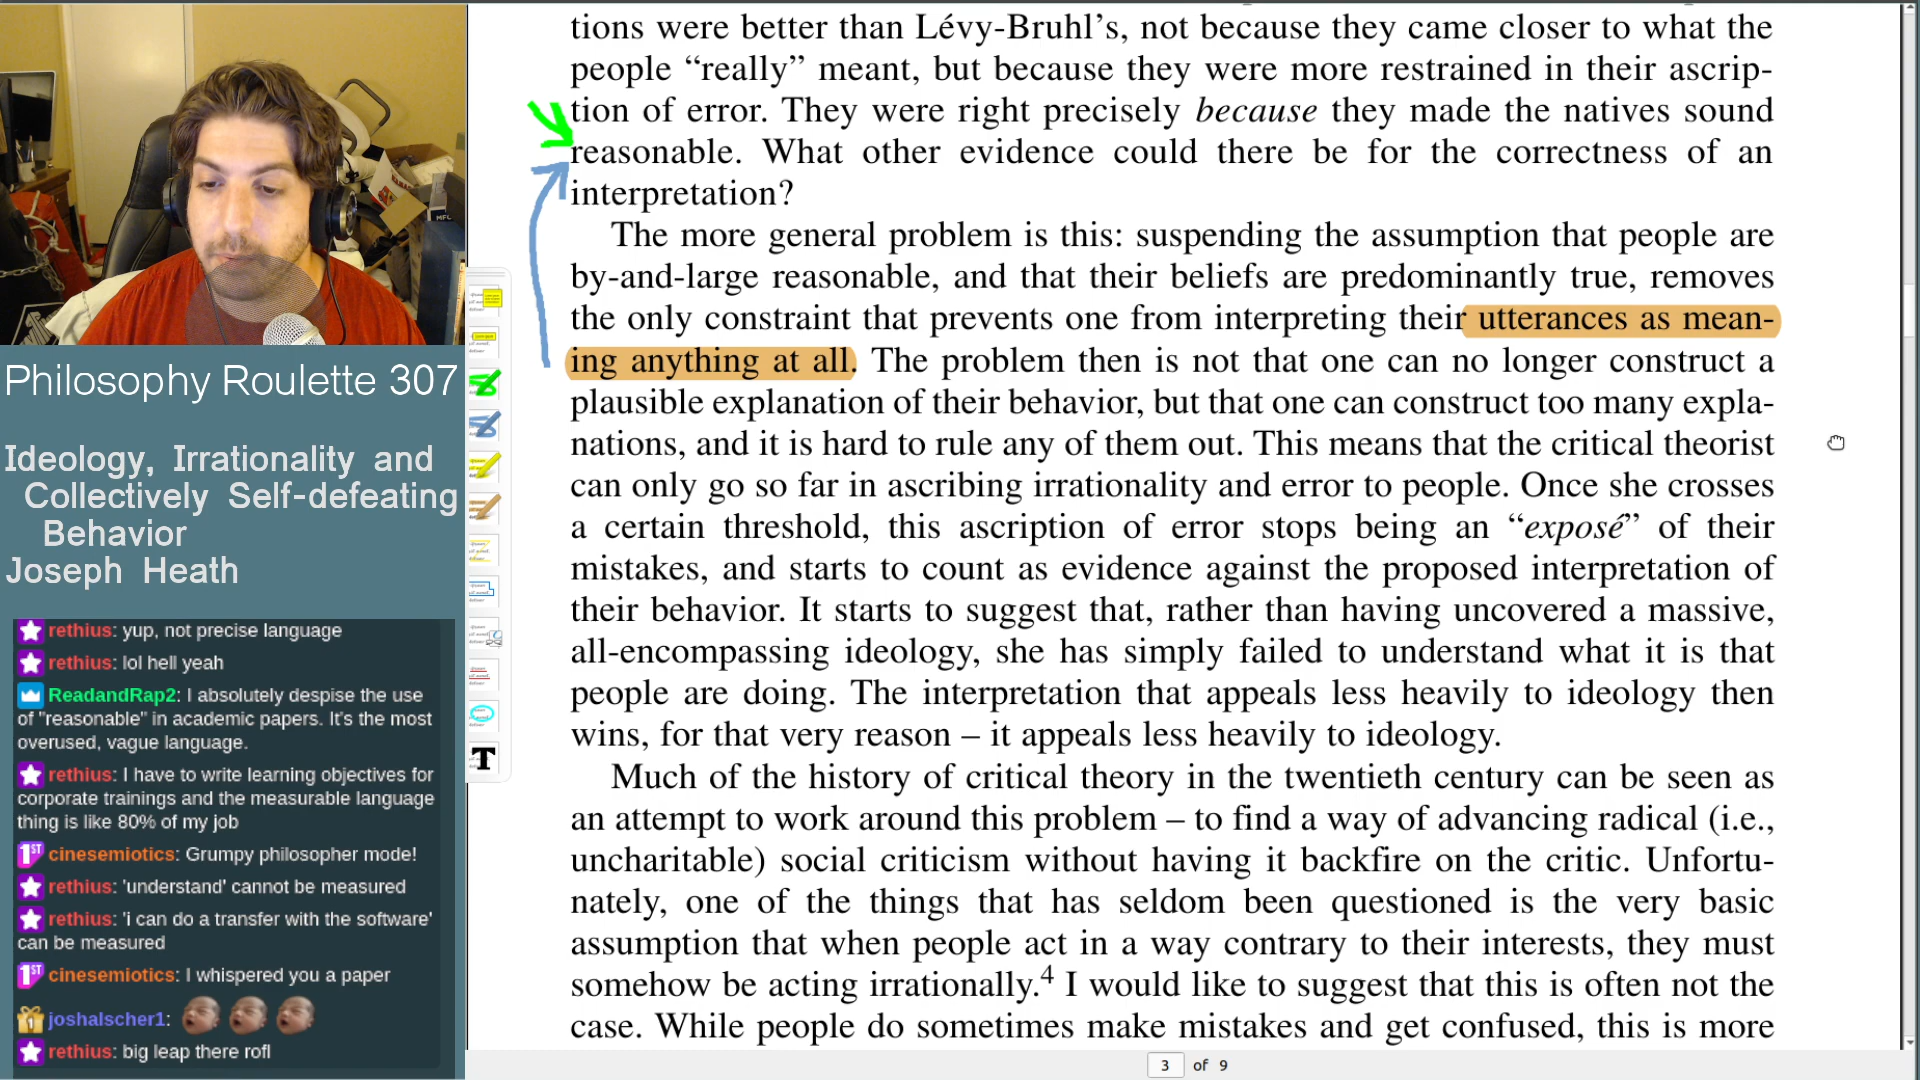 tions were better than Lévy-Bruhl’s, not because they came closer to what the
people “really” meant, but because they were more restrained in their ascrip-
tion of error. They were right precisely because they made the natives sound
reasonable. What other evidence could there be for the correctness of an
interpretation?
The more general problem is this: suspending the assumption that people are
by-and-large reasonable, and that their beliefs are predominantly true, removes
the only constraint that prevents one from interpreting their utterances as mean-
ing anything at all. The problem then is not that one can no longer construct a
plausible explanation of their behavior, but that one can construct too many expla-
nations, and it is hard to rule any of them out. This means that the critical theorist
can only go so far in ascribing irrationality and error to people. Once she crosses
a certain threshold, this ascription of error stops being an “exposé” of their
mistakes, and starts to count as evidence against the proposed interpretation of
their behavior. It starts to suggest that, rather than having uncovered a massive,
all-encompassing ideology, she has simply failed to understand what it is that
people are doing. The interpretation that appeals less heavily to ideology then
wins, for that very reason – it appeals less heavily to ideology.
Much of the history of critical theory in the twentieth century can be seen as
an attempt to work around this problem – to find a way of advancing radical (i.e.,
uncharitable) social criticism without having it backfire on the critic. Unfortu-
nately, one of the things that has seldom been questioned is the very basic
assumption that when people act in a way contrary to their interests, they must
somehow be acting irrationally.4 I would like to suggest that this is often not the
case. While people do sometimes make mistakes and get confused, this is more
3 of 9
T
MFL
Philosophy Roulette 307
Ideology, Irrationality and
Collectively Self-defeating
Behavior
Joseph Heath
rethius: yup, not precise language
rethius: lol hell yeah
ReadandRap2: I absolutely despise the use
of "reasonable" in academic papers. It's the most
overused, vague language.
rethius: I have to write learning objectives for
corporate trainings and the measurable language
thing is like 80% of my job
1ST cinesemiotics: Grumpy philosopher mode!
rethius: 'understand' cannot be measured
rethius: 'i can do a transfer with the software'
can be measured
1ST cinesemiotics: I whispered you a paper
1 joshalscher1:
rethius: big leap there rofl